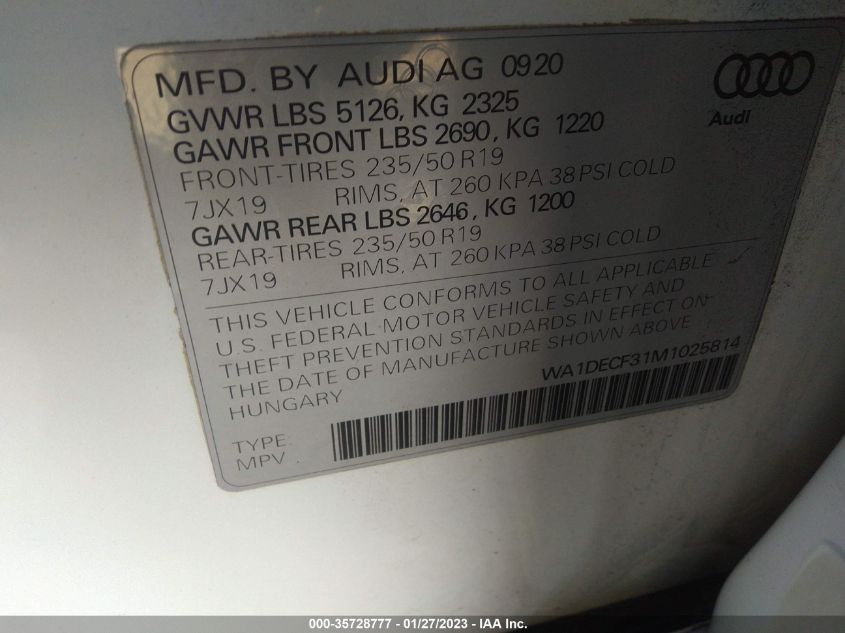 MFD. BY AUDI AG 0920
Audi
GVWR LBS 5126, KG 2325
GAWR FRONT LBS 2690, KG 1220
FRONT-TIRES 235/50 R19
7JX19 RIMS, AT 260 KPA 38 PSI COLD
GAWR REAR LBS 2646, KG 1200
REAR-TIRES 235/50 R19
7JX19 RIMS, AT 260 KPA 38 PSI COLD
THIS VEHICLE CONFORMS TO ALL APPLICABLE
U.S. FEDERAL MOTOR VEHICLE SAFETY AND
THEFT PREVENTION STANDARDS IN EFFECT ON
THE DATE OF MANUFACTURE SHOWN ABOVE
HUNGARY WA1DECF31M1025814
TYPE:
MPV
000-35728777 - 01/27/2023 - IAA Inc.